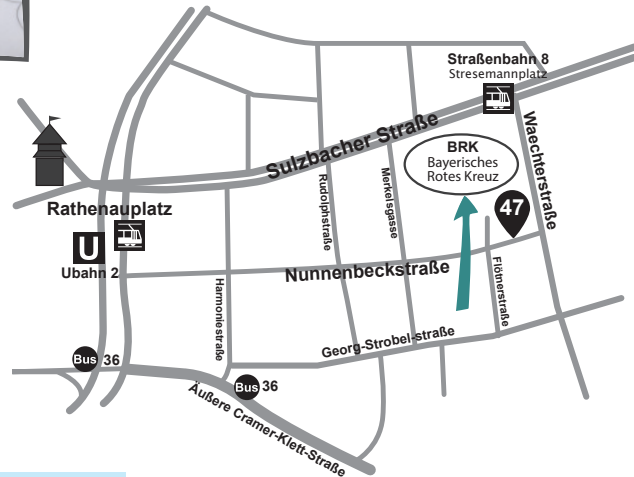 Straßenbahn 8
Stresemannplatz
Sulzbacher Straße
Waechterstraße
BRK
Bayerisches
Rotes Kreuz
Rudolphstraße
Merkelsgasse
47
Rathenauplatz
U
Ubahn 2
Nunnenbeckstraße
Flötnerstraße
Harmoniestraße
Georg-Strobel-straße
Bus 36
Bus 36
Äußere Cramer-Klett-Straße